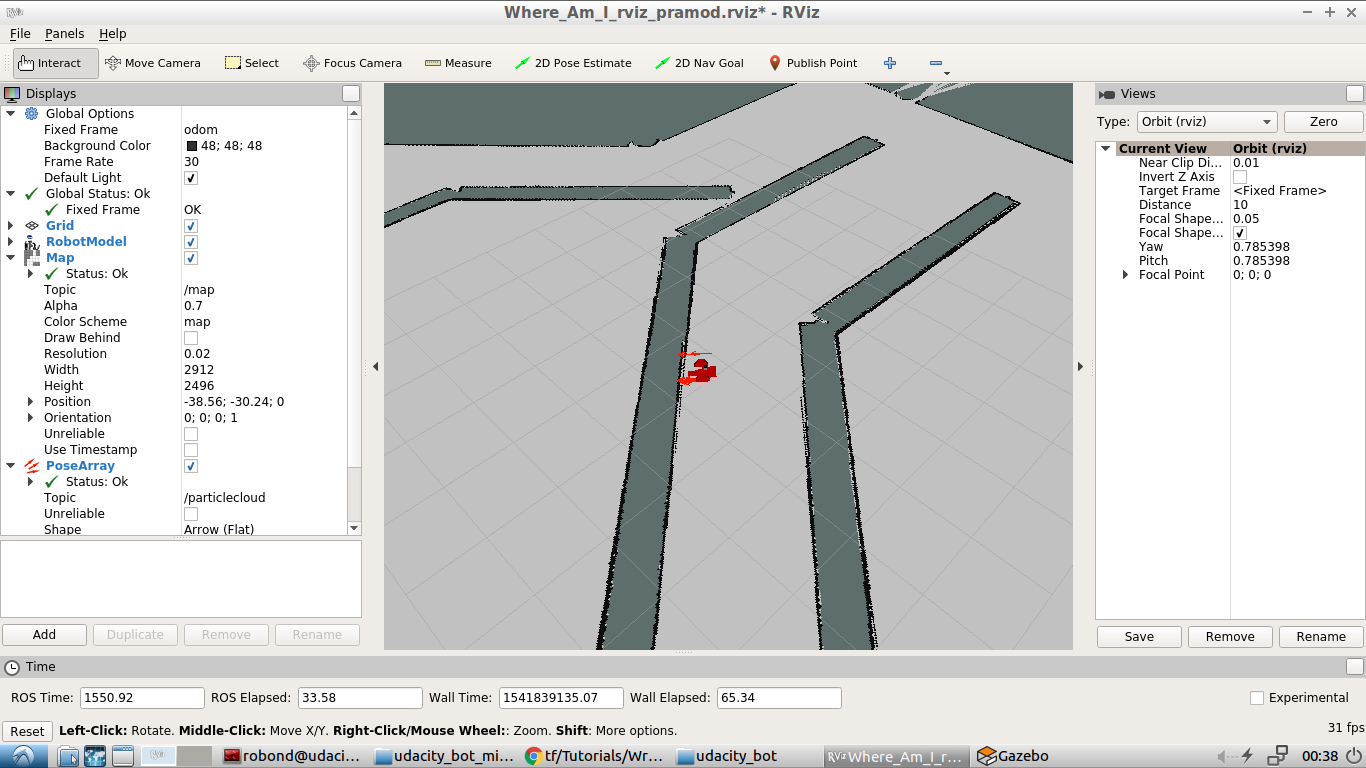 RViz Where_Am_I_rviz_pramod.rviz* - RViz
File Panels Help
Interact Move Camera Select Focus Camera Measure 2D Pose Estimate 2D Nav Goal Publish Point
Displays
Global Options
Fixed Frame odom
Background Color 48; 48; 48
Frame Rate 30
Default Light
Global Status: Ok
Fixed Frame OK
Grid
RobotModel
Map
Status: Ok
Topic /map
Alpha 0.7
Color Scheme map
Draw Behind
Resolution 0.02
Width 2912
Height 2496
Position -38.56; -30.24; 0
Orientation 0; 0; 0; 1
Unreliable
Use Timestamp
PoseArray
Status: Ok
Topic /particlecloud
Unreliable
Shape Arrow (Flat)
Add Duplicate Remove Rename
Views
Type: Orbit (rviz) Zero
Current View Orbit (rviz)
Near Clip Di... 0.01
Invert Z Axis
Target Frame <Fixed Frame>
Distance 10
Focal Shape... 0.05
Focal Shape...
Yaw 0.785398
Pitch 0.785398
Focal Point 0; 0; 0
Save Remove Rename
Time
ROS Time: 1550.92 ROS Elapsed: 33.58 Wall Time: 1541839135.07 Wall Elapsed: 65.34 Experimental
Reset Left-Click: Rotate. Middle-Click: Move X/Y. Right-Click/Mouse Wheel:: Zoom. Shift: More options. 31 fps
robond@udaci... udacity_bot_mi... tf/Tutorials/Wr... udacity_bot RViz Where_Am_I_r... Gazebo 00:38